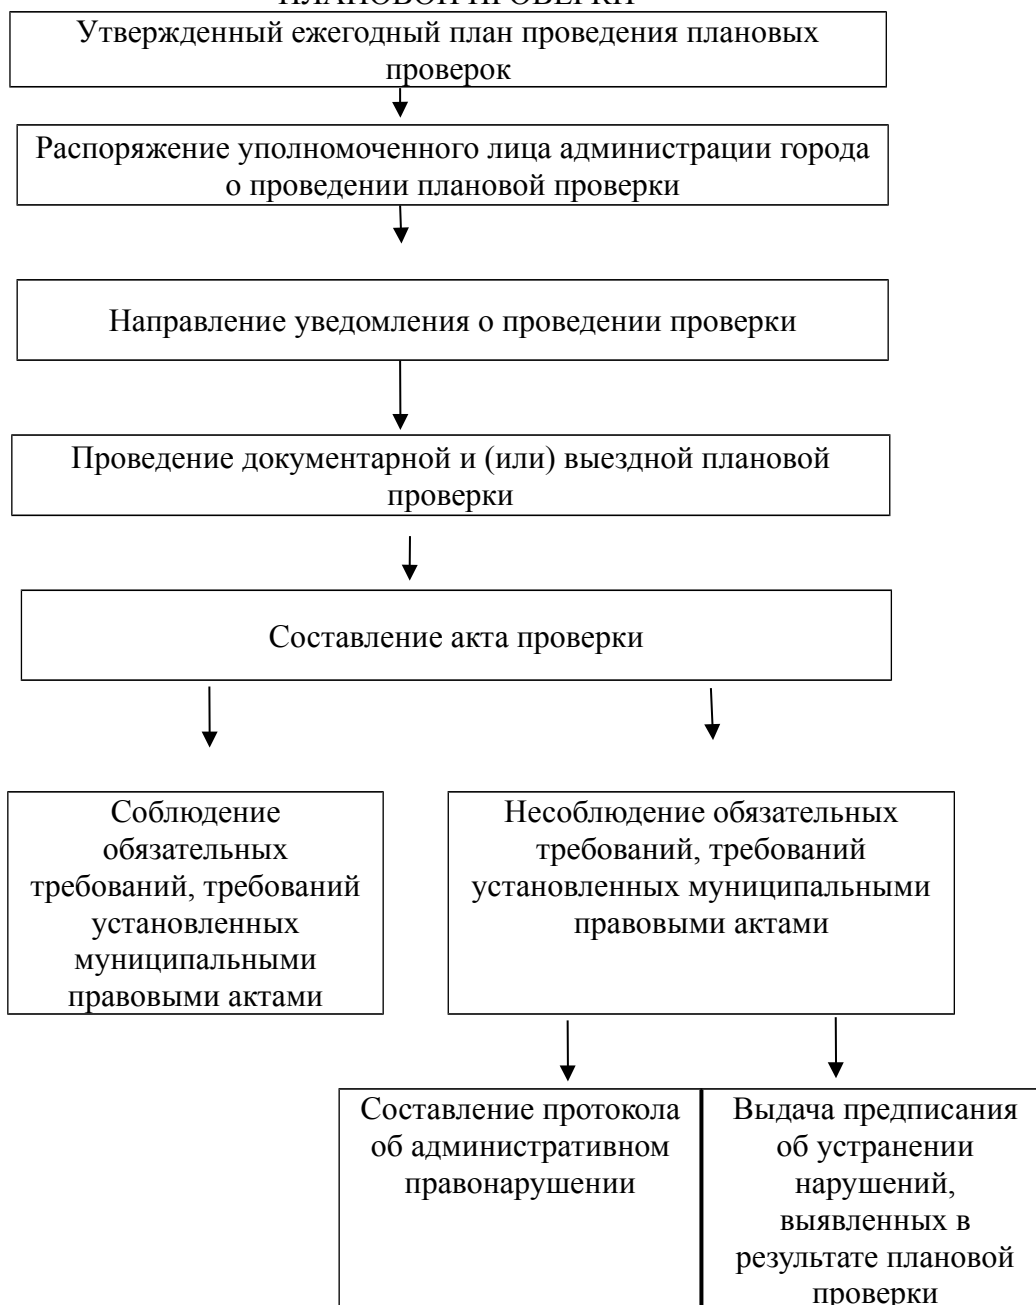 ПЛАНОВОЙ ПРОВЕРКИ
Утвержденный ежегодный план проведения плановых
проверок
Распоряжение уполномоченного лица администрации города
о проведении плановой проверки
Направление уведомления о проведении проверки
Проведение документарной и (или) выездной плановой
проверки
Составление акта проверки
Соблюдение
обязательных
требований, требований
установленных
муниципальными
правовыми актами
Несоблюдение обязательных
требований, требований
установленных муниципальными
правовыми актами
Составление протокола
об административном
правонарушении
Выдача предписания
об устранении
нарушений,
выявленных в
результате плановой
проверки